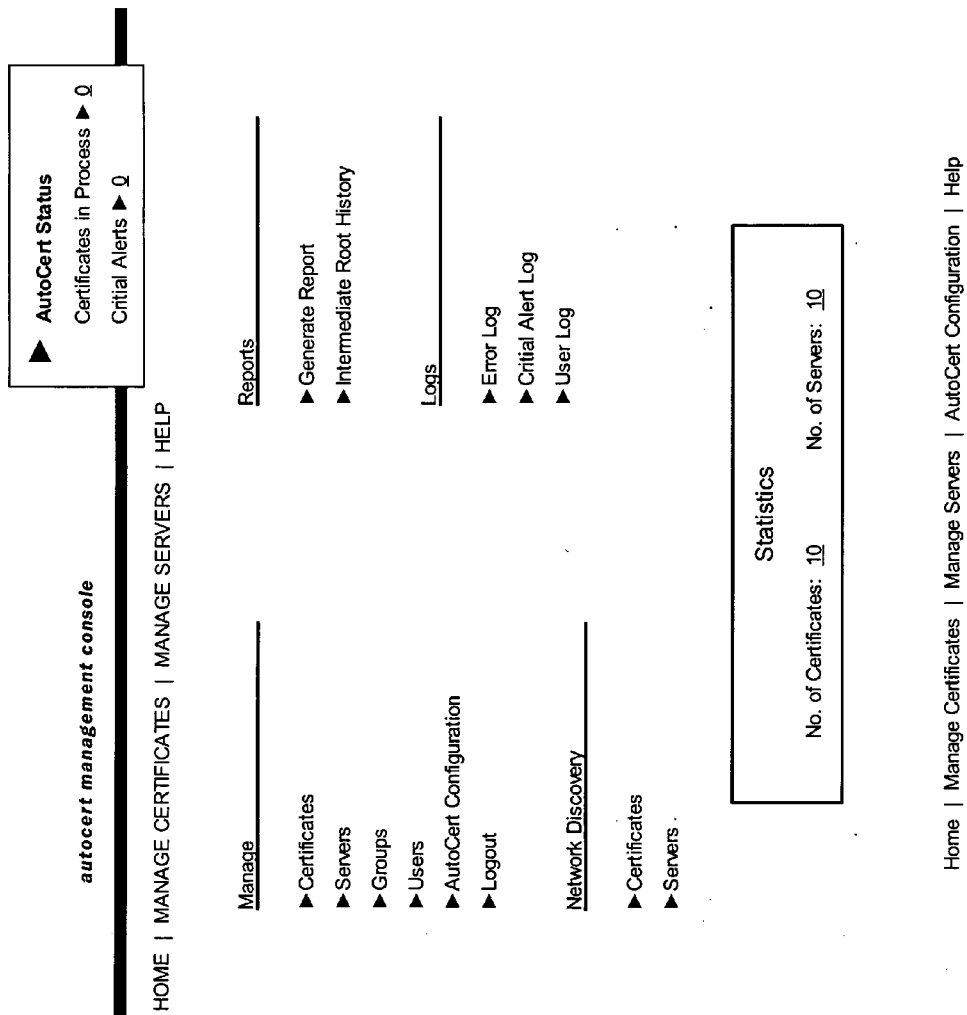 autocert management console
▶ AutoCert Status
Certificates in Process ▶ 0
Critial Alerts ▶ 0
HOME | MANAGE CERTIFICATES | MANAGE SERVERS | HELP
Manage
▶Certificates
▶Servers
▶Groups
▶Users
▶AutoCert Configuration
▶Logout
Reports
▶Generate Report
▶Intermediate Root History
Logs
▶Error Log
▶Critial Alert Log
▶User Log
Network Discovery
▶Certificates
▶Servers
Statistics
No. of Certificates: 10 No. of Servers: 10
Home | Manage Certificates | Manage Servers | AutoCert Configuration | Help